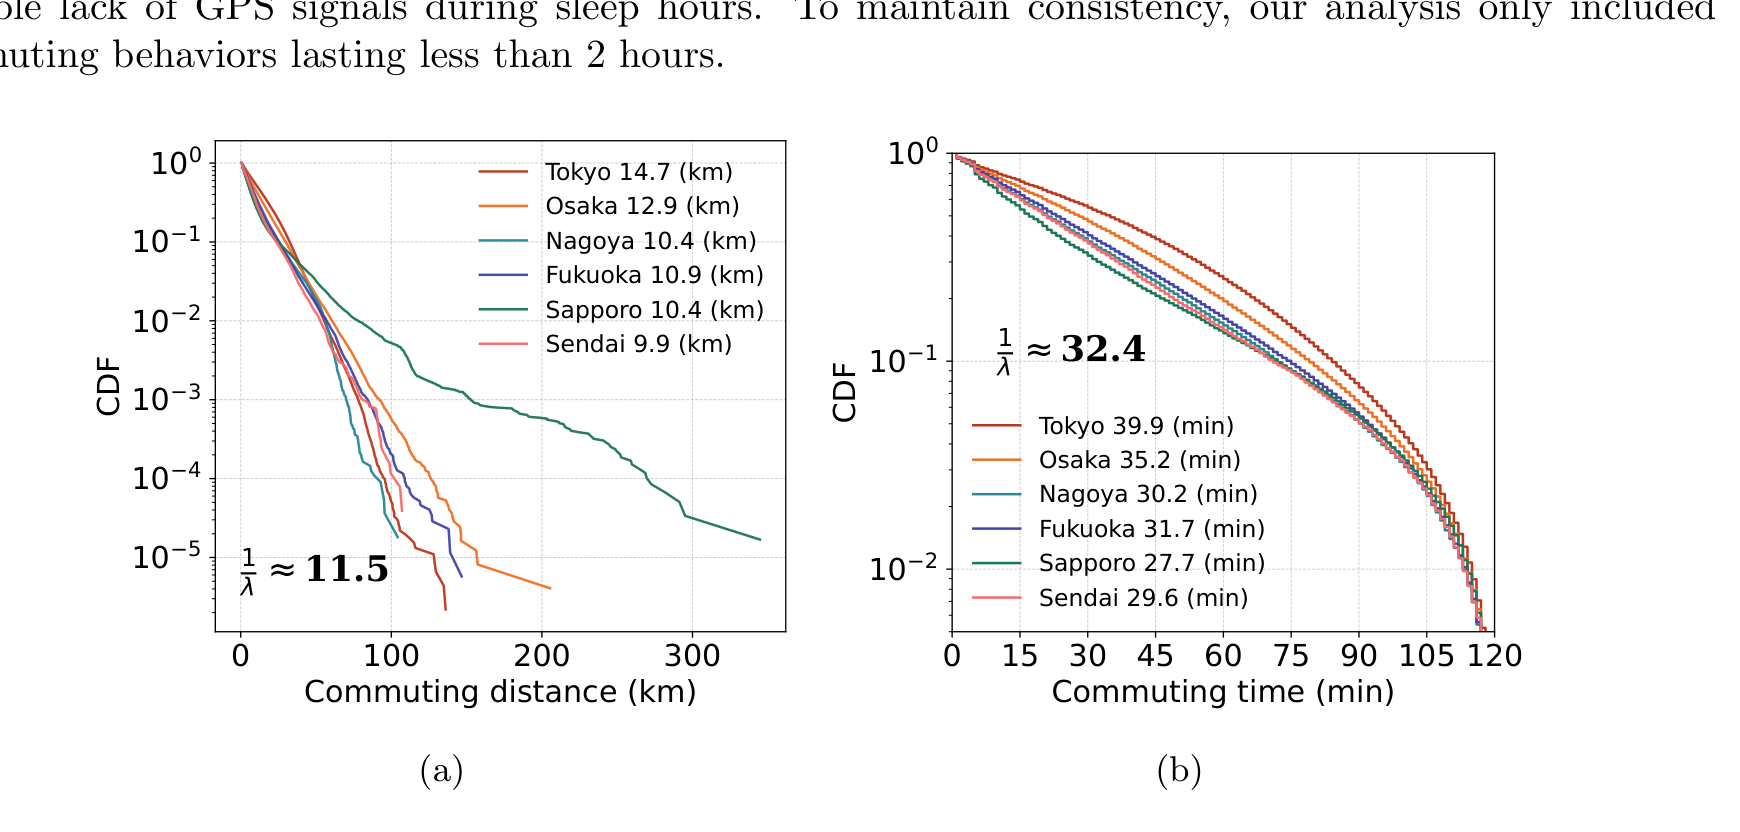 lack of GPS signals during sleep hours. To maintain consistency, our analysis only included
behaviors lasting less than 2 hours.
10^0
10^−1
10^−2
10^−3
10^−4
10^−5
CDF
Tokyo 14.7 (km)
Osaka 12.9 (km)
Nagoya 10.4 (km)
Fukuoka 10.9 (km)
Sapporo 10.4 (km)
Sendai 9.9 (km)
1/λ ≈ 11.5
0 100 200 300
Commuting distance (km)
(a)
10^0
10^−1
10^−2
CDF
1/λ ≈ 32.4
Tokyo 39.9 (min)
Osaka 35.2 (min)
Nagoya 30.2 (min)
Fukuoka 31.7 (min)
Sapporo 27.7 (min)
Sendai 29.6 (min)
0 15 30 45 60 75 90 105 120
Commuting time (min)
(b)